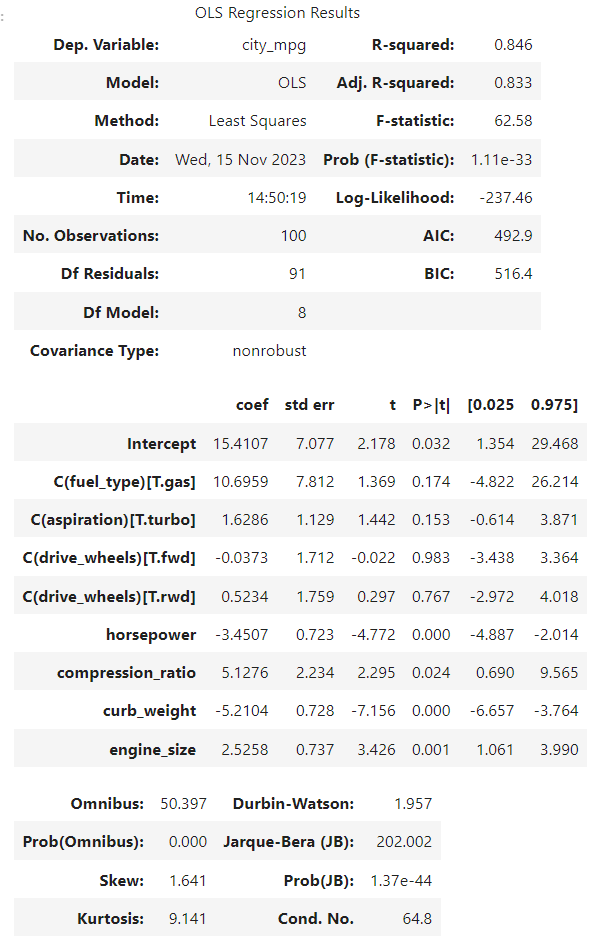 OLS Regression Results
Dep. Variable: city_mpg R-squared: 0.846
Model: OLS Adj. R-squared: 0.833
Method: Least Squares F-statistic: 62.58
Date: Wed, 15 Nov 2023 Prob (F-statistic): 1.11e-33
Time: 14:50:19 Log-Likelihood: -237.46
No. Observations: 100 AIC: 492.9
Df Residuals: 91 BIC: 516.4
Df Model: 8
Covariance Type: nonrobust
coef std err t P>|t| [0.025 0.975]
Intercept 15.4107 7.077 2.178 0.032 1.354 29.468
C(fuel_type)[T.gas] 10.6959 7.812 1.369 0.174 -4.822 26.214
C(aspiration)[T.turbo] 1.6286 1.129 1.442 0.153 -0.614 3.871
C(drive_wheels)[T.fwd] -0.0373 1.712 -0.022 0.983 -3.438 3.364
C(drive_wheels)[T.rwd] 0.5234 1.759 0.297 0.767 -2.972 4.018
horsepower -3.4507 0.723 -4.772 0.000 -4.887 -2.014
compression_ratio 5.1276 2.234 2.295 0.024 0.690 9.565
curb_weight -5.2104 0.728 -7.156 0.000 -6.657 -3.764
engine_size 2.5258 0.737 3.426 0.001 1.061 3.990
Omnibus: 50.397 Durbin-Watson: 1.957
Prob(Omnibus): 0.000 Jarque-Bera (JB): 202.002
Skew: 1.641 Prob(JB): 1.37e-44
Kurtosis: 9.141 Cond. No. 64.8